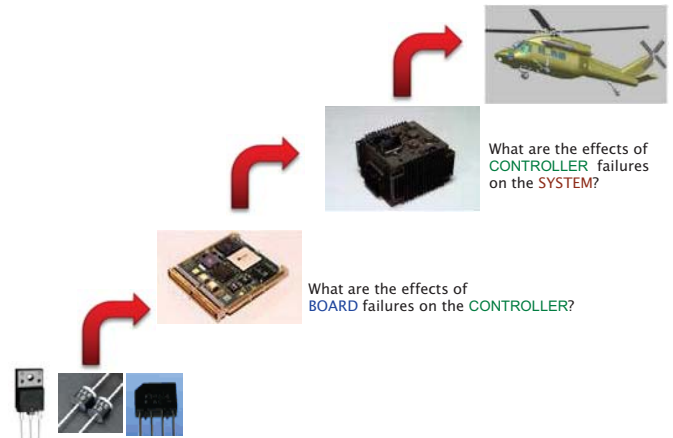 What are the effects of
CONTROLLER failures
on the SYSTEM?
What are the effects of
BOARD failures on the CONTROLLER?